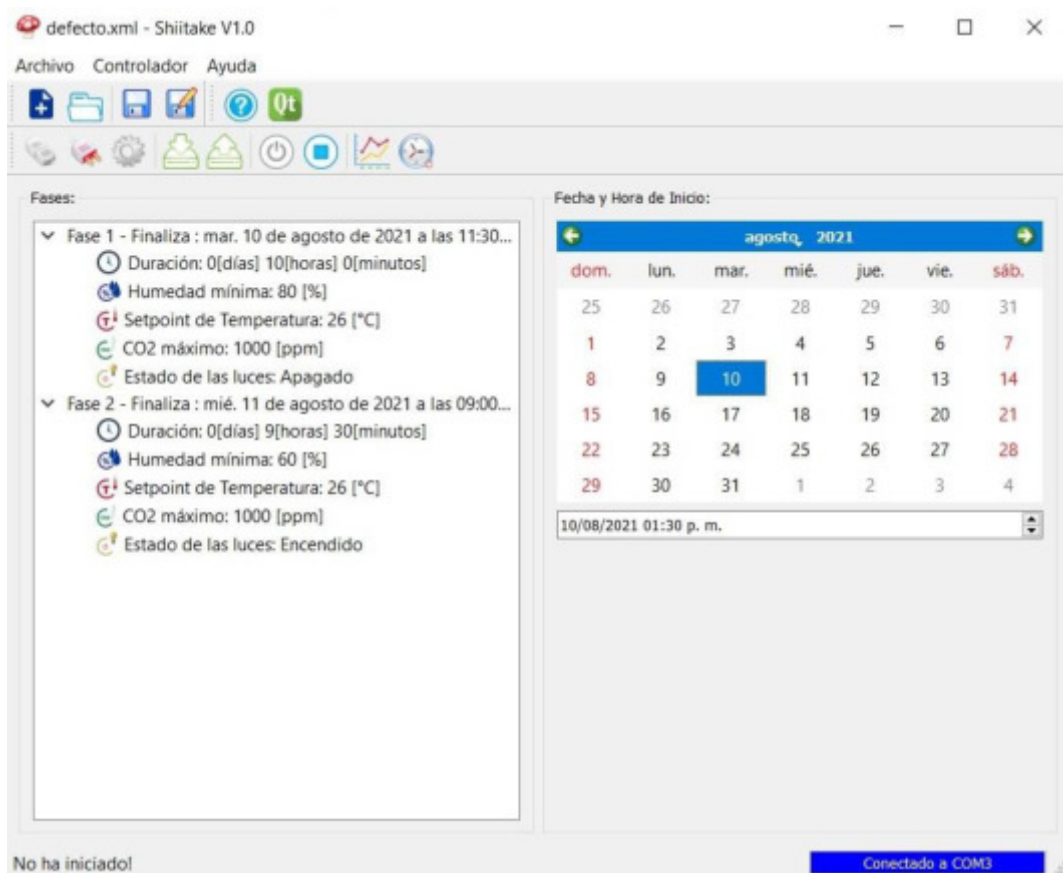 defecto.xml - Shiitake V1.0
Archivo Controlador Ayuda
Qt
Fases:
Fase 1 - Finaliza : mar. 10 de agosto de 2021 a las 11:30...
Duración: 0[días] 10[horas] 0[minutos]
Humedad mínima: 80 [%]
Setpoint de Temperatura: 26 [°C]
CO2 máximo: 1000 [ppm]
Estado de las luces: Apagado
Fase 2 - Finaliza : mié. 11 de agosto de 2021 a las 09:00...
Duración: 0[días] 9[horas] 30[minutos]
Humedad mínima: 60 [%]
Setpoint de Temperatura: 26 [°C]
CO2 máximo: 1000 [ppm]
Estado de las luces: Encendido
Fecha y Hora de Inicio:
agosto, 2021
dom. lun. mar. mié. jue. vie. sáb.
25 26 27 28 29 30 31
1 2 3 4 5 6 7
8 9 10 11 12 13 14
15 16 17 18 19 20 21
22 23 24 25 26 27 28
29 30 31 1 2 3 4
10/08/2021 01:30 p. m.
No ha iniciado!
Conectado a COM3